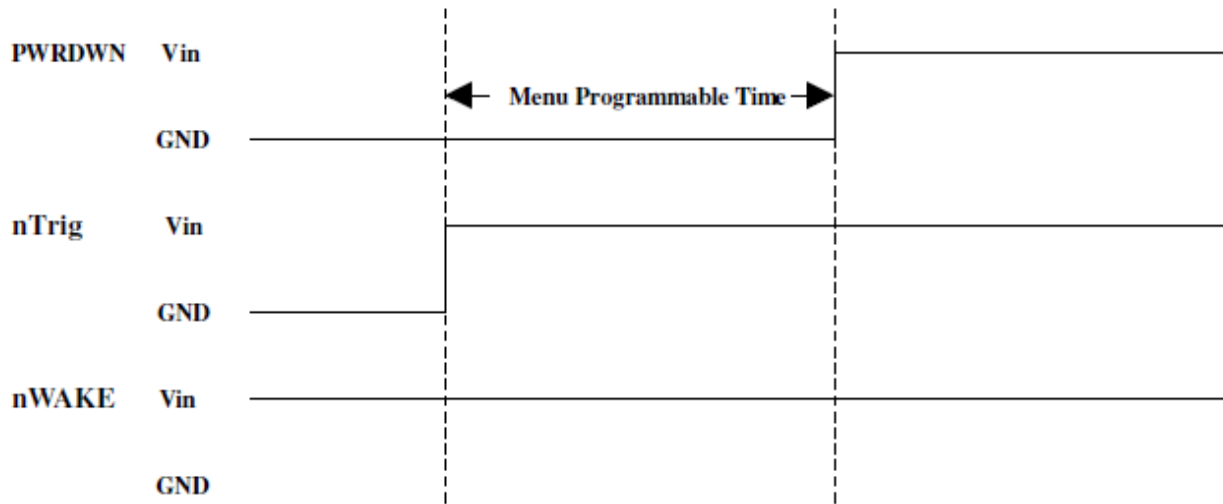 PWRDWN Vin
Menu Programmable Time
GND
nTrig Vin
GND
nWAKE Vin
GND